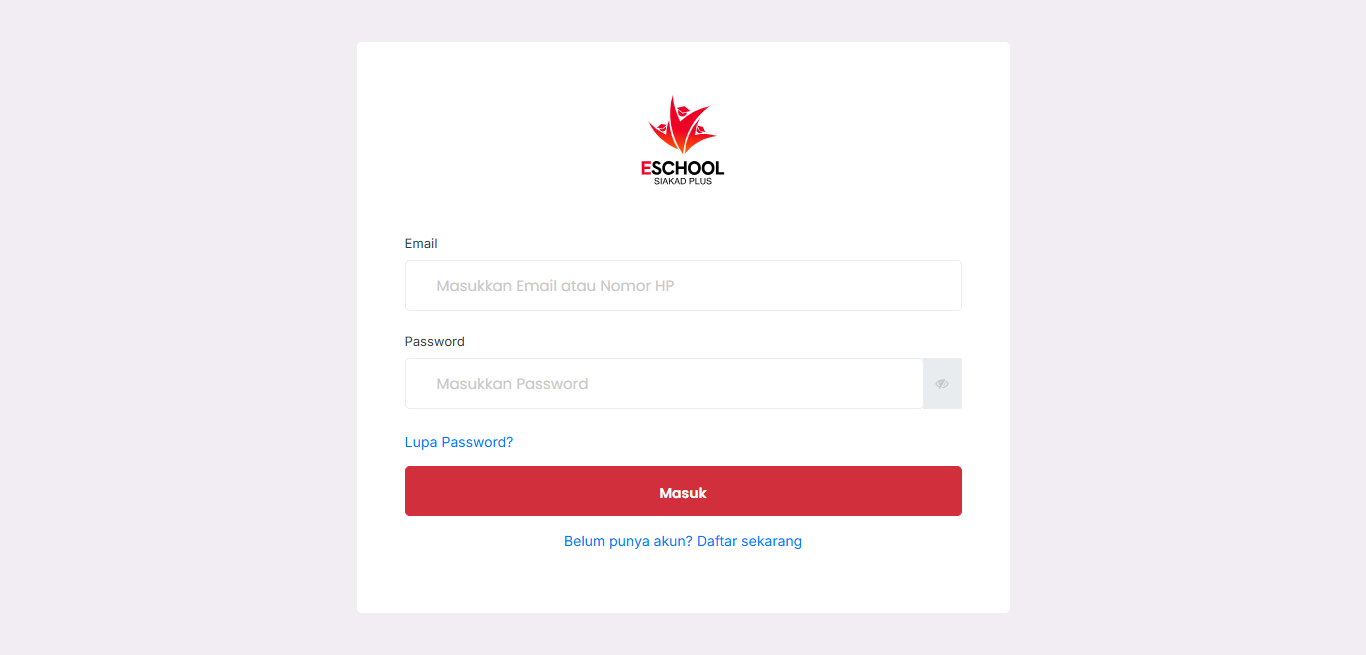 ESCHOOL
SIAKAD PLUS
Email
Masukkan Email atau Nomor HP
Password
Masukkan Password
Lupa Password?
Masuk
Belum punya akun? Daftar sekarang